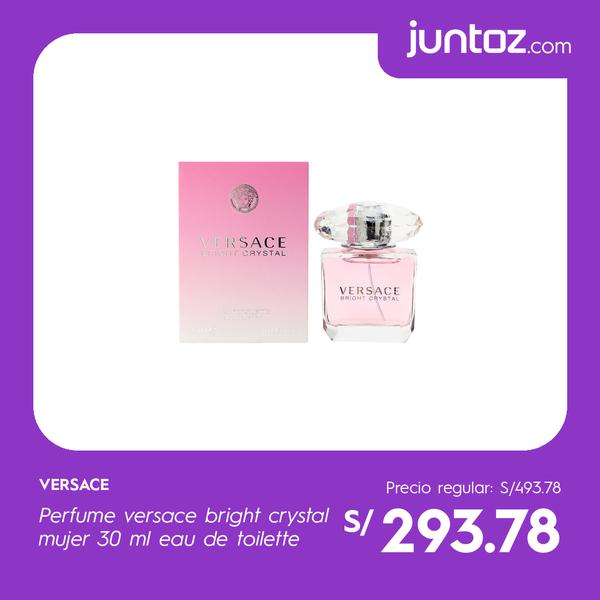 juntoz.com
VERSACE
BRIGHT CRYSTAL
VERSACE
BRIGHT CRYSTAL
VERSACE
Perfume versace bright crystal
mujer 30 ml eau de toilette
Precio regular: S/493.78
S/293.78